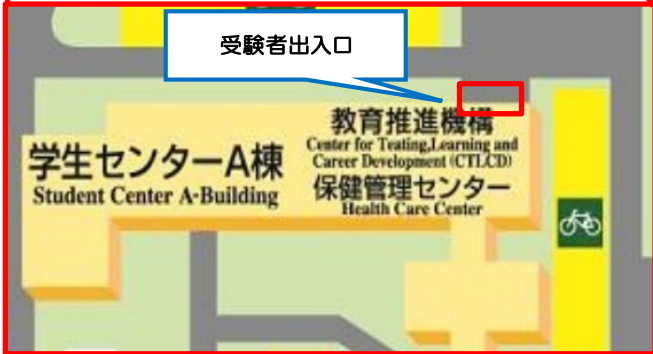 受験者出入口
教育推進機構
Center for Teating,Learning and
Career Development (CTLCD)
学生センターA棟
Student Center A-Building
保健管理センター
Health Care Center